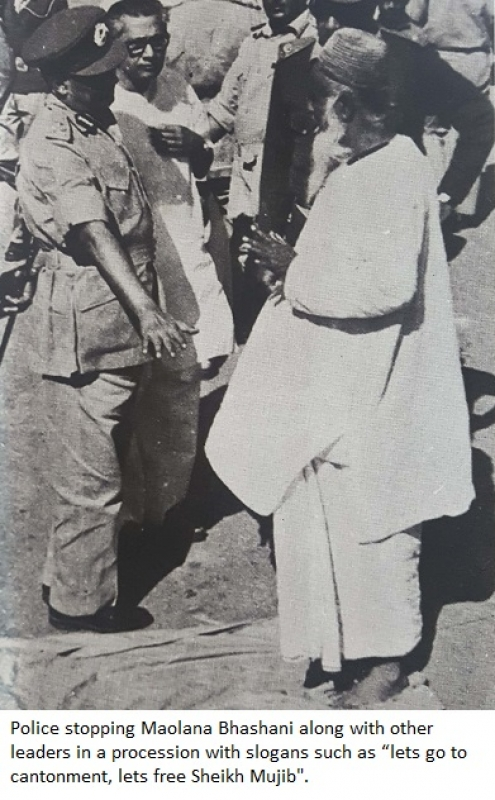 Police stopping Maolana Bhashani along with other
leaders in a procession with slogans such as “lets go to
cantonment, lets free Sheikh Mujib".